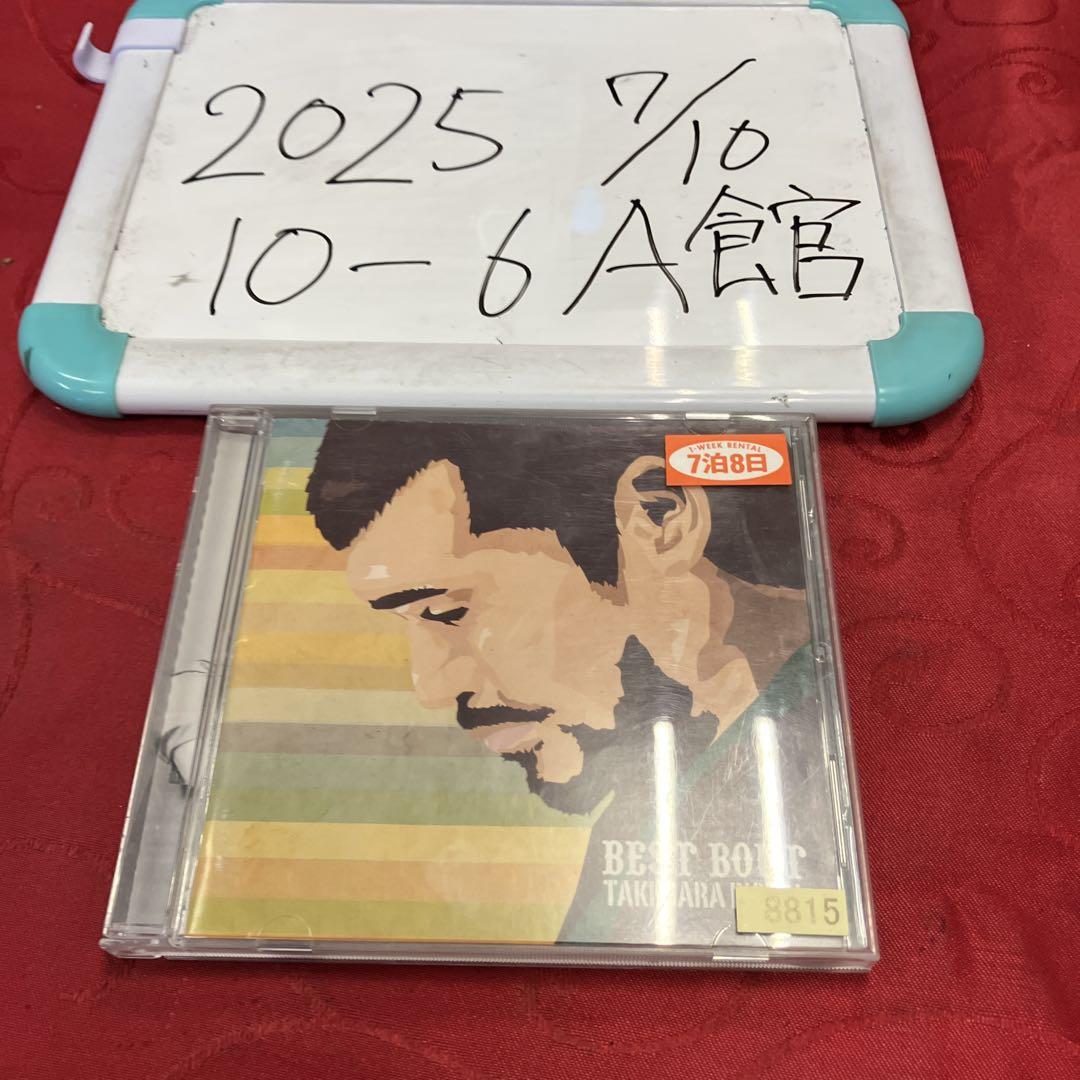 2025 7/10
10-6 A館
1-WEEK RENTAL
7泊8日
BEST BOUT
8815